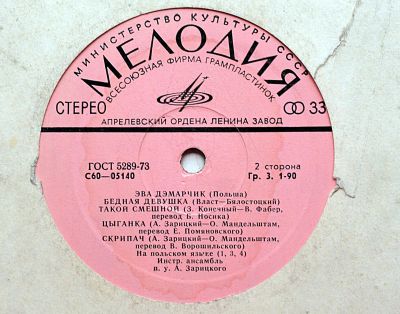 МИНИСТЕРСТВО КУЛЬТУРЫ СССР
МЕЛОДИЯ
ВСЕСОЮЗНАЯ ФИРМА ГРАМПЛАСТИНОК
СТЕРЕО 33
АПРЕЛЕВСКИЙ ОРДЕНА ЛЕНИНА ЗАВОД
ГОСТ 5289-73 2 сторона
С60—05140 Гр. 3. 1-90
ЭВА ДЭМАРЧИК (Польша)
БЕДНАЯ ДЕВУШКА (Власт—Бялостоцкий)
ТАКОЙ СМЕШНОЙ (З. Конечный—В. Фабер,
перевод Б. Носика)
ЦЫГАНКА (А. Зарицкий—О. Мандельштам,
перевод Е. Помяновского)
СКРИПАЧ (А. Зарицкий—О. Мандельштам,
перевод В. Ворошильского)
На польском языке (1, 3, 4)
Инстр. ансамбль
п. у. А. Зарицкого